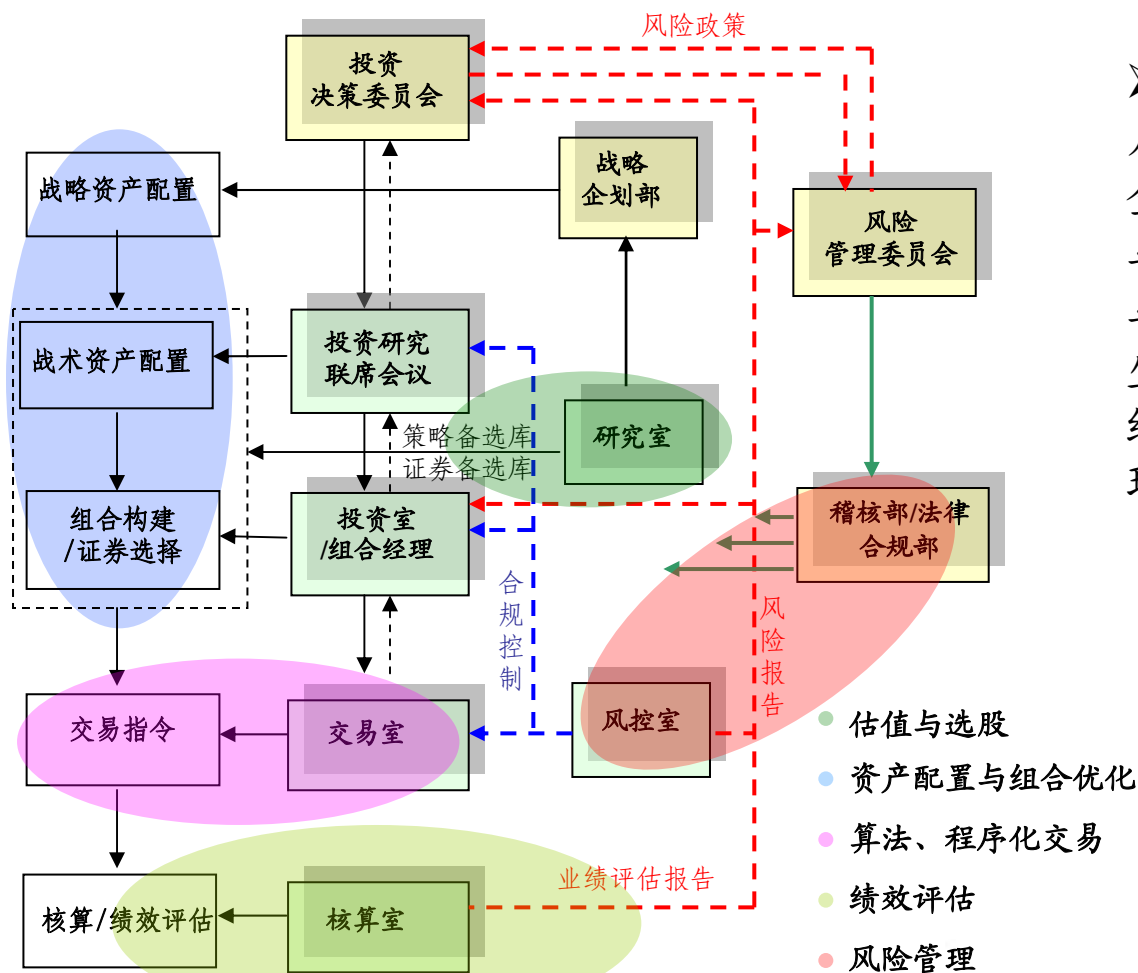 风险政策
投资
决策委员会
战略
企划部
战略资产配置
风险
管理委员会
战术资产配置
投资研究
联席会议
策略备选库
证券备选库
研究室
组合构建
/证券选择
投资室
/组合经理
稽核部/法律
合规部
合规控制
风险报告
交易指令
交易室
风控室
估值与选股
资产配置与组合优化
算法、程序化交易
业绩评估报告
核算/绩效评估
核算室
绩效评估
风险管理